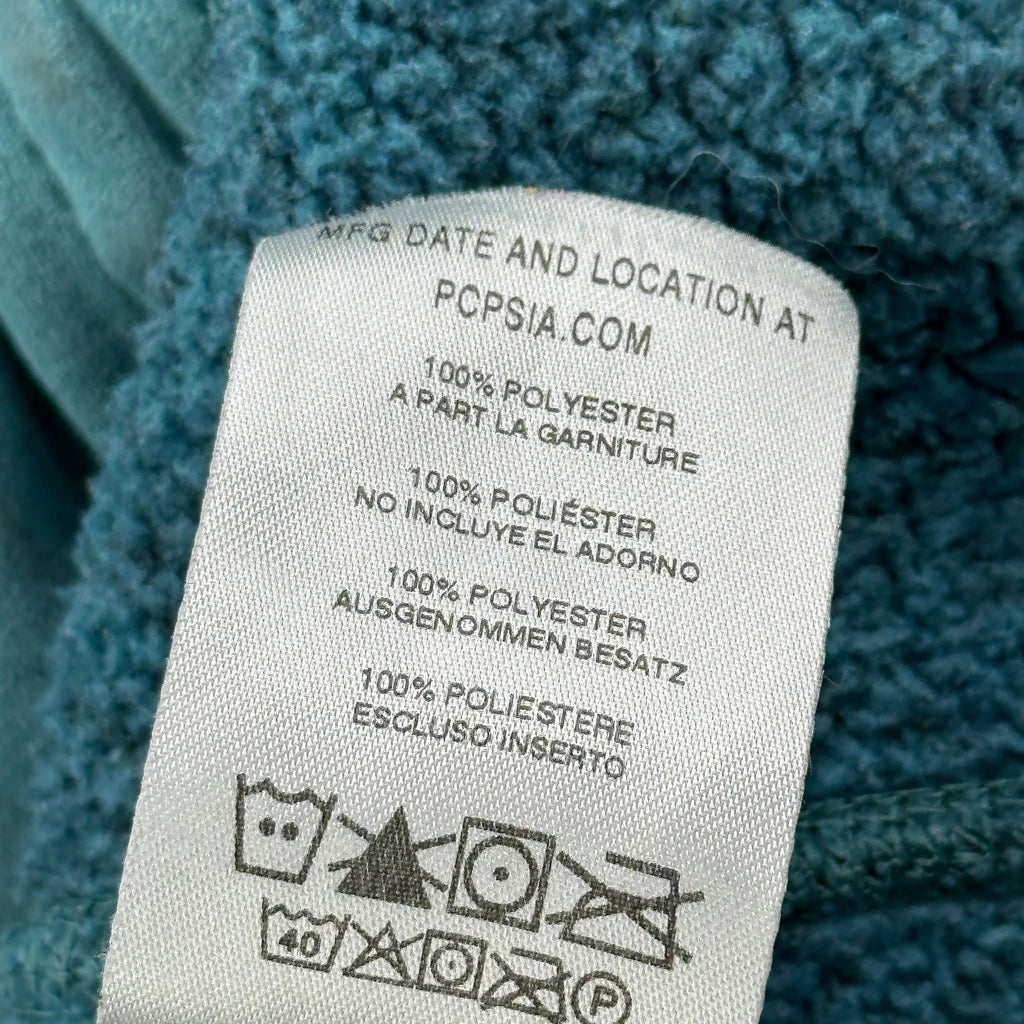 MFG DATE AND LOCATION AT
PCPSIA.COM
100% POLYESTER
A PART LA GARNITURE
100% POLIÉSTER
NO INCLUYE EL ADORNO
100% POLYESTER
AUSGENOMMEN BESATZ
100% POLIESTERE
ESCLUSO INSERTO
40
P